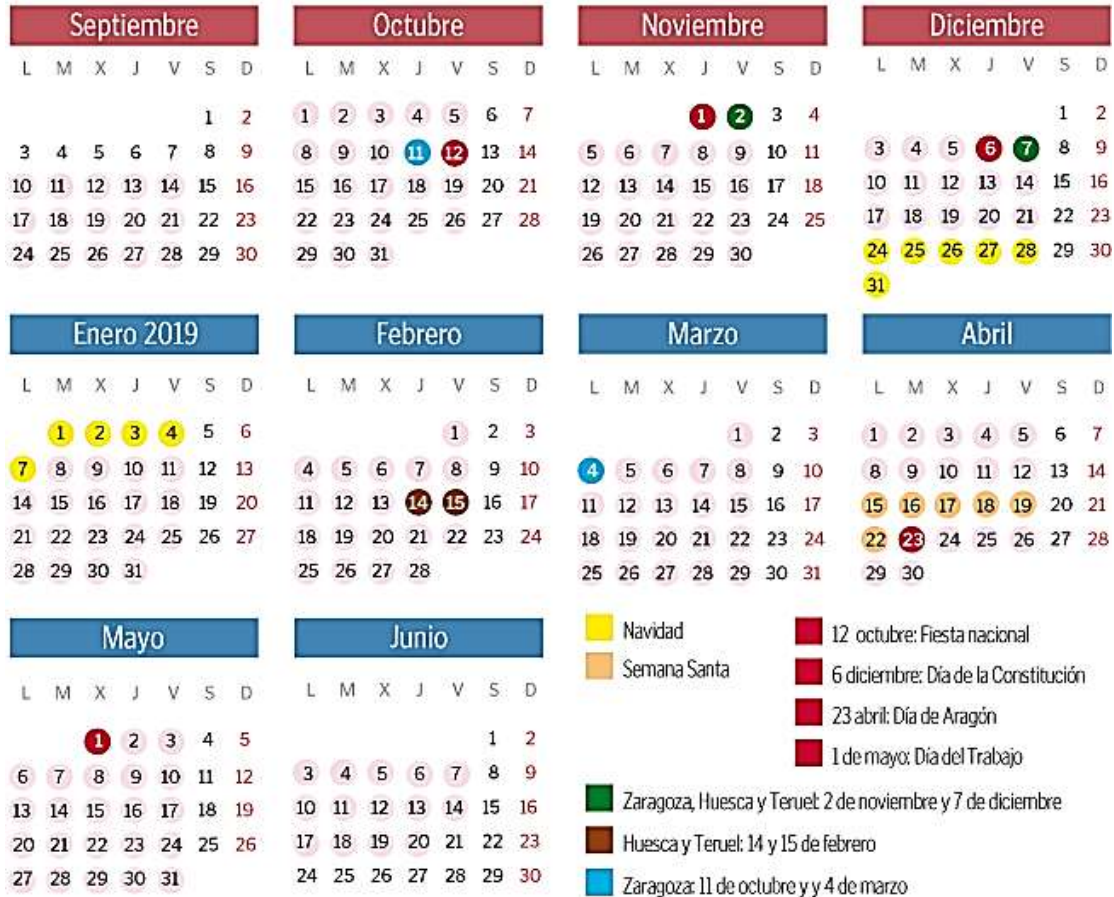 Septiembre
L M X J V S D
1 2
3 4 5 6 7 8 9
10 11 12 13 14 15 16
17 18 19 20 21 22 23
24 25 26 27 28 29 30
Octubre
L M X J V S D
1 2 3 4 5 6 7
8 9 10 11 12 13 14
15 16 17 18 19 20 21
22 23 24 25 26 27 28
29 30 31
Noviembre
L M X J V S D
1 2 3 4
5 6 7 8 9 10 11
12 13 14 15 16 17 18
19 20 21 22 23 24 25
26 27 28 29 30
Diciembre
L M X J V S D
1 2
3 4 5 6 7 8 9
10 11 12 13 14 15 16
17 18 19 20 21 22 23
24 25 26 27 28 29 30
31
Enero 2019
L M X J V S D
1 2 3 4 5 6
7 8 9 10 11 12 13
14 15 16 17 18 19 20
21 22 23 24 25 26 27
28 29 30 31
Febrero
L M X J V S D
1 2 3
4 5 6 7 8 9 10
11 12 13 14 15 16 17
18 19 20 21 22 23 24
25 26 27 28
Marzo
L M X J V S D
1 2 3
4 5 6 7 8 9 10
11 12 13 14 15 16 17
18 19 20 21 22 23 24
25 26 27 28 29 30 31
Abril
L M X J V S D
1 2 3 4 5 6 7
8 9 10 11 12 13 14
15 16 17 18 19 20 21
22 23 24 25 26 27 28
29 30
Mayo
L M X J V S D
1 2 3 4 5
6 7 8 9 10 11 12
13 14 15 16 17 18 19
20 21 22 23 24 25 26
27 28 29 30 31
Junio
L M X J V S D
1 2
3 4 5 6 7 8 9
10 11 12 13 14 15 16
17 18 19 20 21 22 23
24 25 26 27 28 29 30
Navidad
Semana Santa
12 octubre: Fiesta nacional
6 diciembre: Día de la Constitución
23 abril: Día de Aragón
1 de mayo: Día del Trabajo
Zaragoza, Huesca y Teruel: 2 de noviembre y 7 de diciembre
Huesca y Teruel: 14 y 15 de febrero
Zaragoza: 11 de octubre y y 4 de marzo